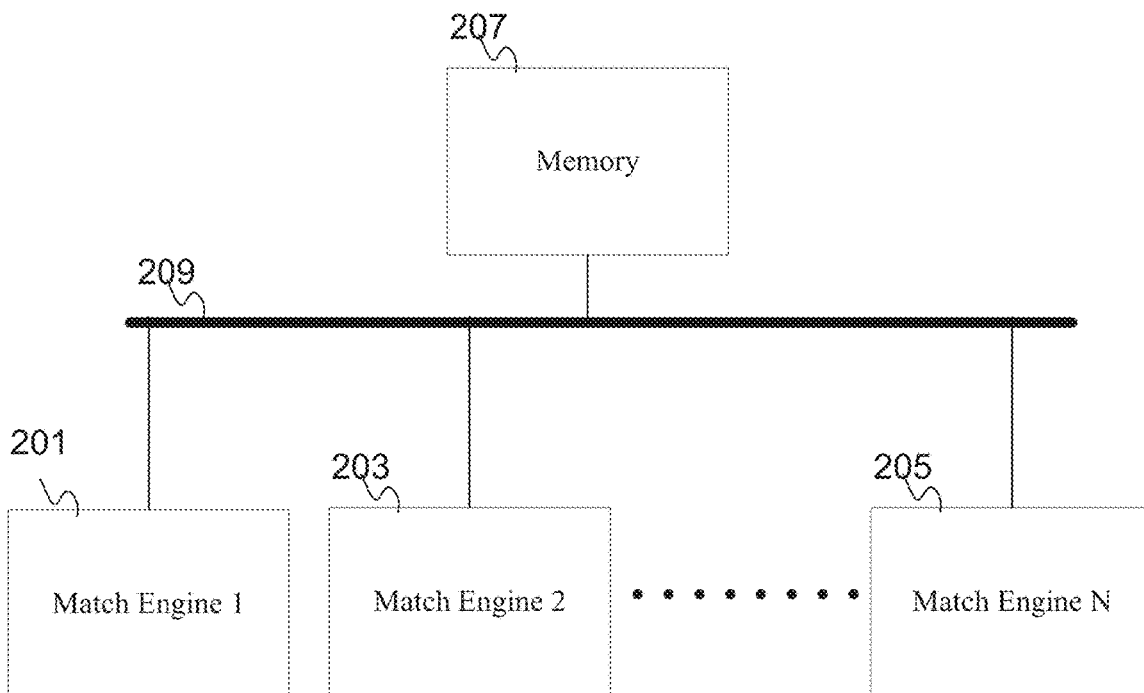 207
Memory
209
201
203
205
Match Engine 1
Match Engine 2
Match Engine N